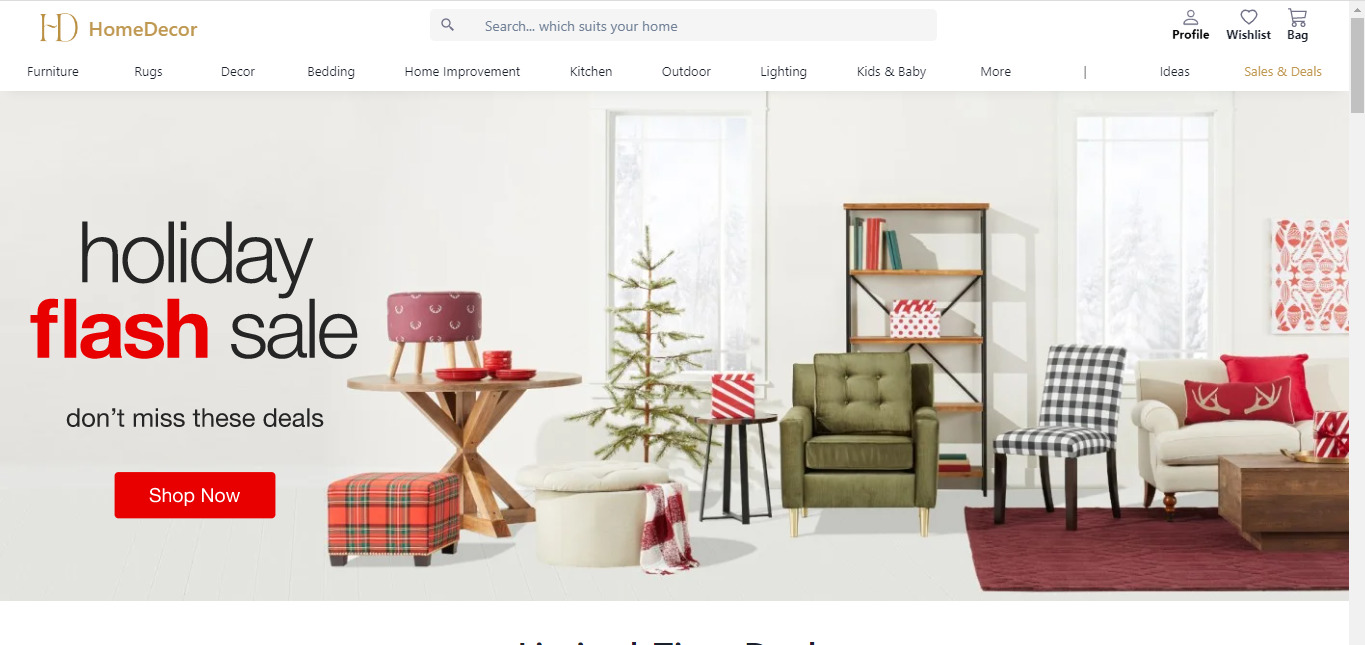 HD HomeDecor
Search... which suits your home
Profile Wishlist Bag
Furniture Rugs Decor Bedding Home Improvement Kitchen Outdoor Lighting Kids & Baby More | Ideas Sales & Deals
holiday
flash sale
don't miss these deals
Shop Now